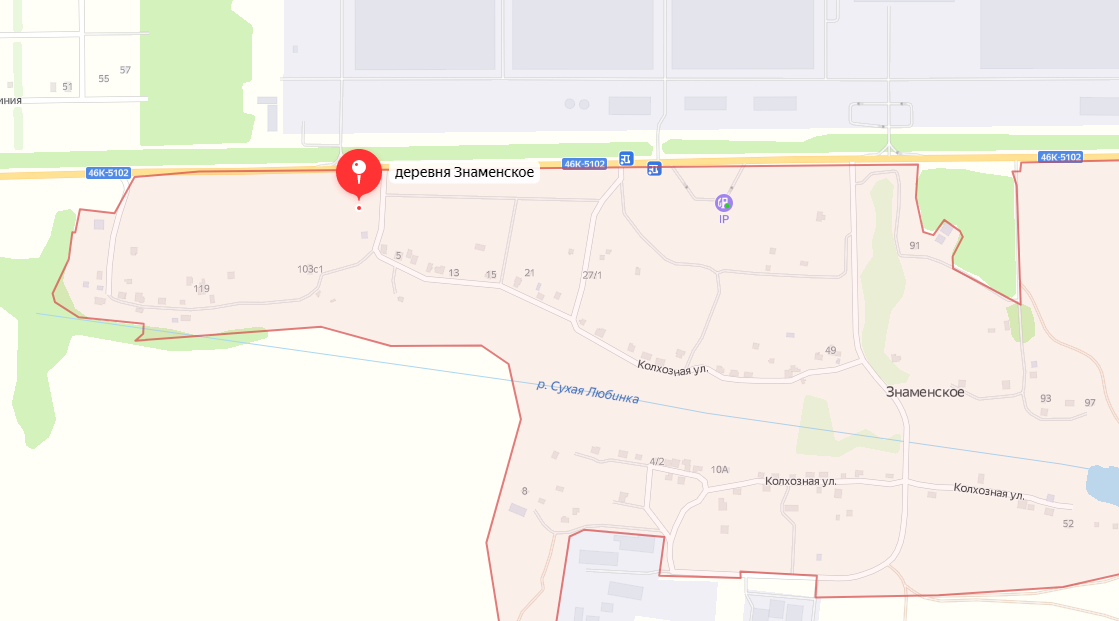 57
55
51
иния
46К-5102
46К-5102
46К-5102
деревня Знаменское
IP
91
5
103с1
13
15
21
27/1
119
49
Колхозная ул.
р. Сухая Любинка
Знаменское
93
97
4/2
10А
Колхозная ул.
8
Колхозная ул.
52